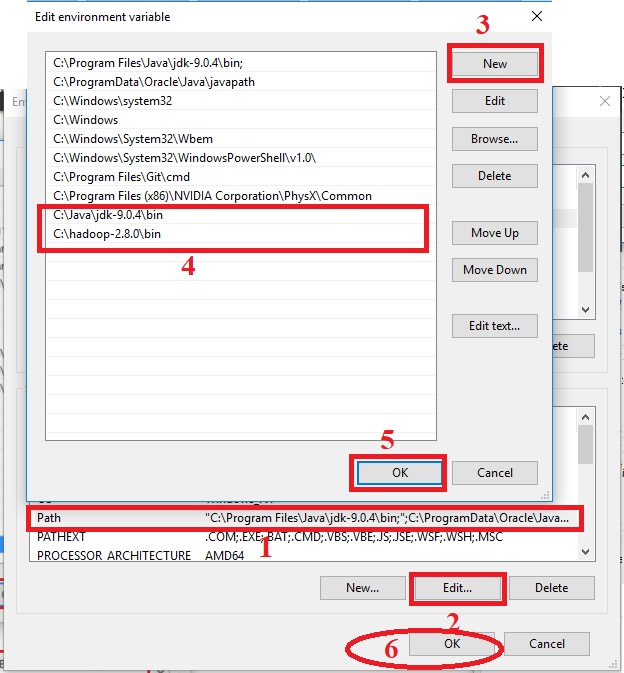 Edit environment variable
3
C:\Program Files\Java\jdk-9.0.4\bin;
New
C:\ProgramData\Oracle\Java\javapath
C:\Windows\system32
Edit
C:\Windows
C:\Windows\System32\Wbem
Browse...
C:\Windows\System32\WindowsPowerShell\v1.0\
C:\Program Files\Git\cmd
Delete
C:\Program Files (x86)\NVIDIA Corporation\PhysX\Common
C:\Java\jdk-9.0.4\bin
C:\hadoop-2.8.0\bin
Move Up
4
Move Down
Edit text...
5
OK
Cancel
Path "C:\Program Files\Java\jdk-9.0.4\bin;";C:\ProgramData\Oracle\Java...
PATHEXT .COM;.EXE;.BAT;.CMD;.VBS;.VBE;.JS;.JSE;.WSF;.WSH;.MSC
1
PROCESSOR_ARCHITECTURE AMD64
New...
Edit...
Delete
2
6
OK
Cancel